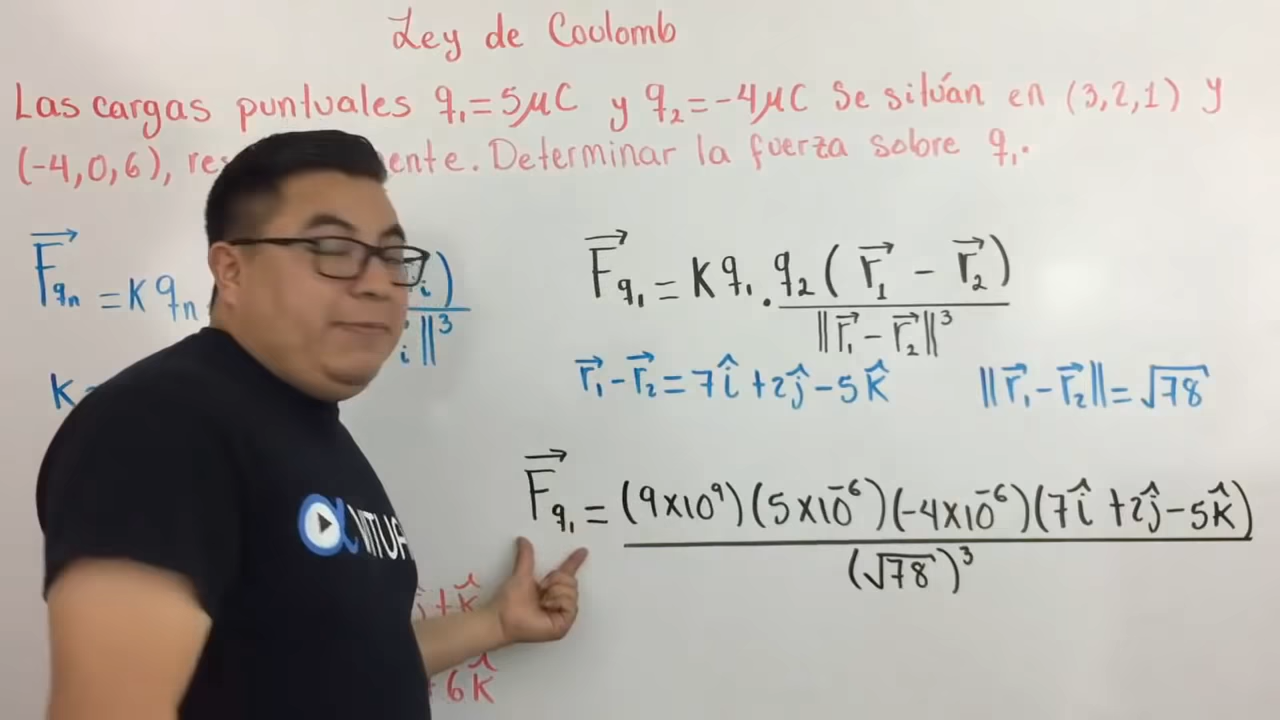 Ley de Coulomb
Las cargas puntuales q₁=5μC y q₂=-4μC Se sitúan en (3,2,1) y
(-4,0,6), Determinar la fuerza sobre q₁.
F⃗qₙ = K qₙ ᵢ)
ᵢ‖³
K
F⃗q₁ = K q₁ . q₂ ( r⃗₁ - r⃗₂ )
‖r⃗₁ - r⃗₂‖³
r⃗₁ - r⃗₂ = 7î + 2ĵ - 5k̂
‖r⃗₁ - r⃗₂‖ = √78
F⃗q₁ = (9x10⁹)(5x10⁻⁶)(-4x10⁻⁶)(7î + 2ĵ - 5k̂)
(√78)³
+k̂
6k̂